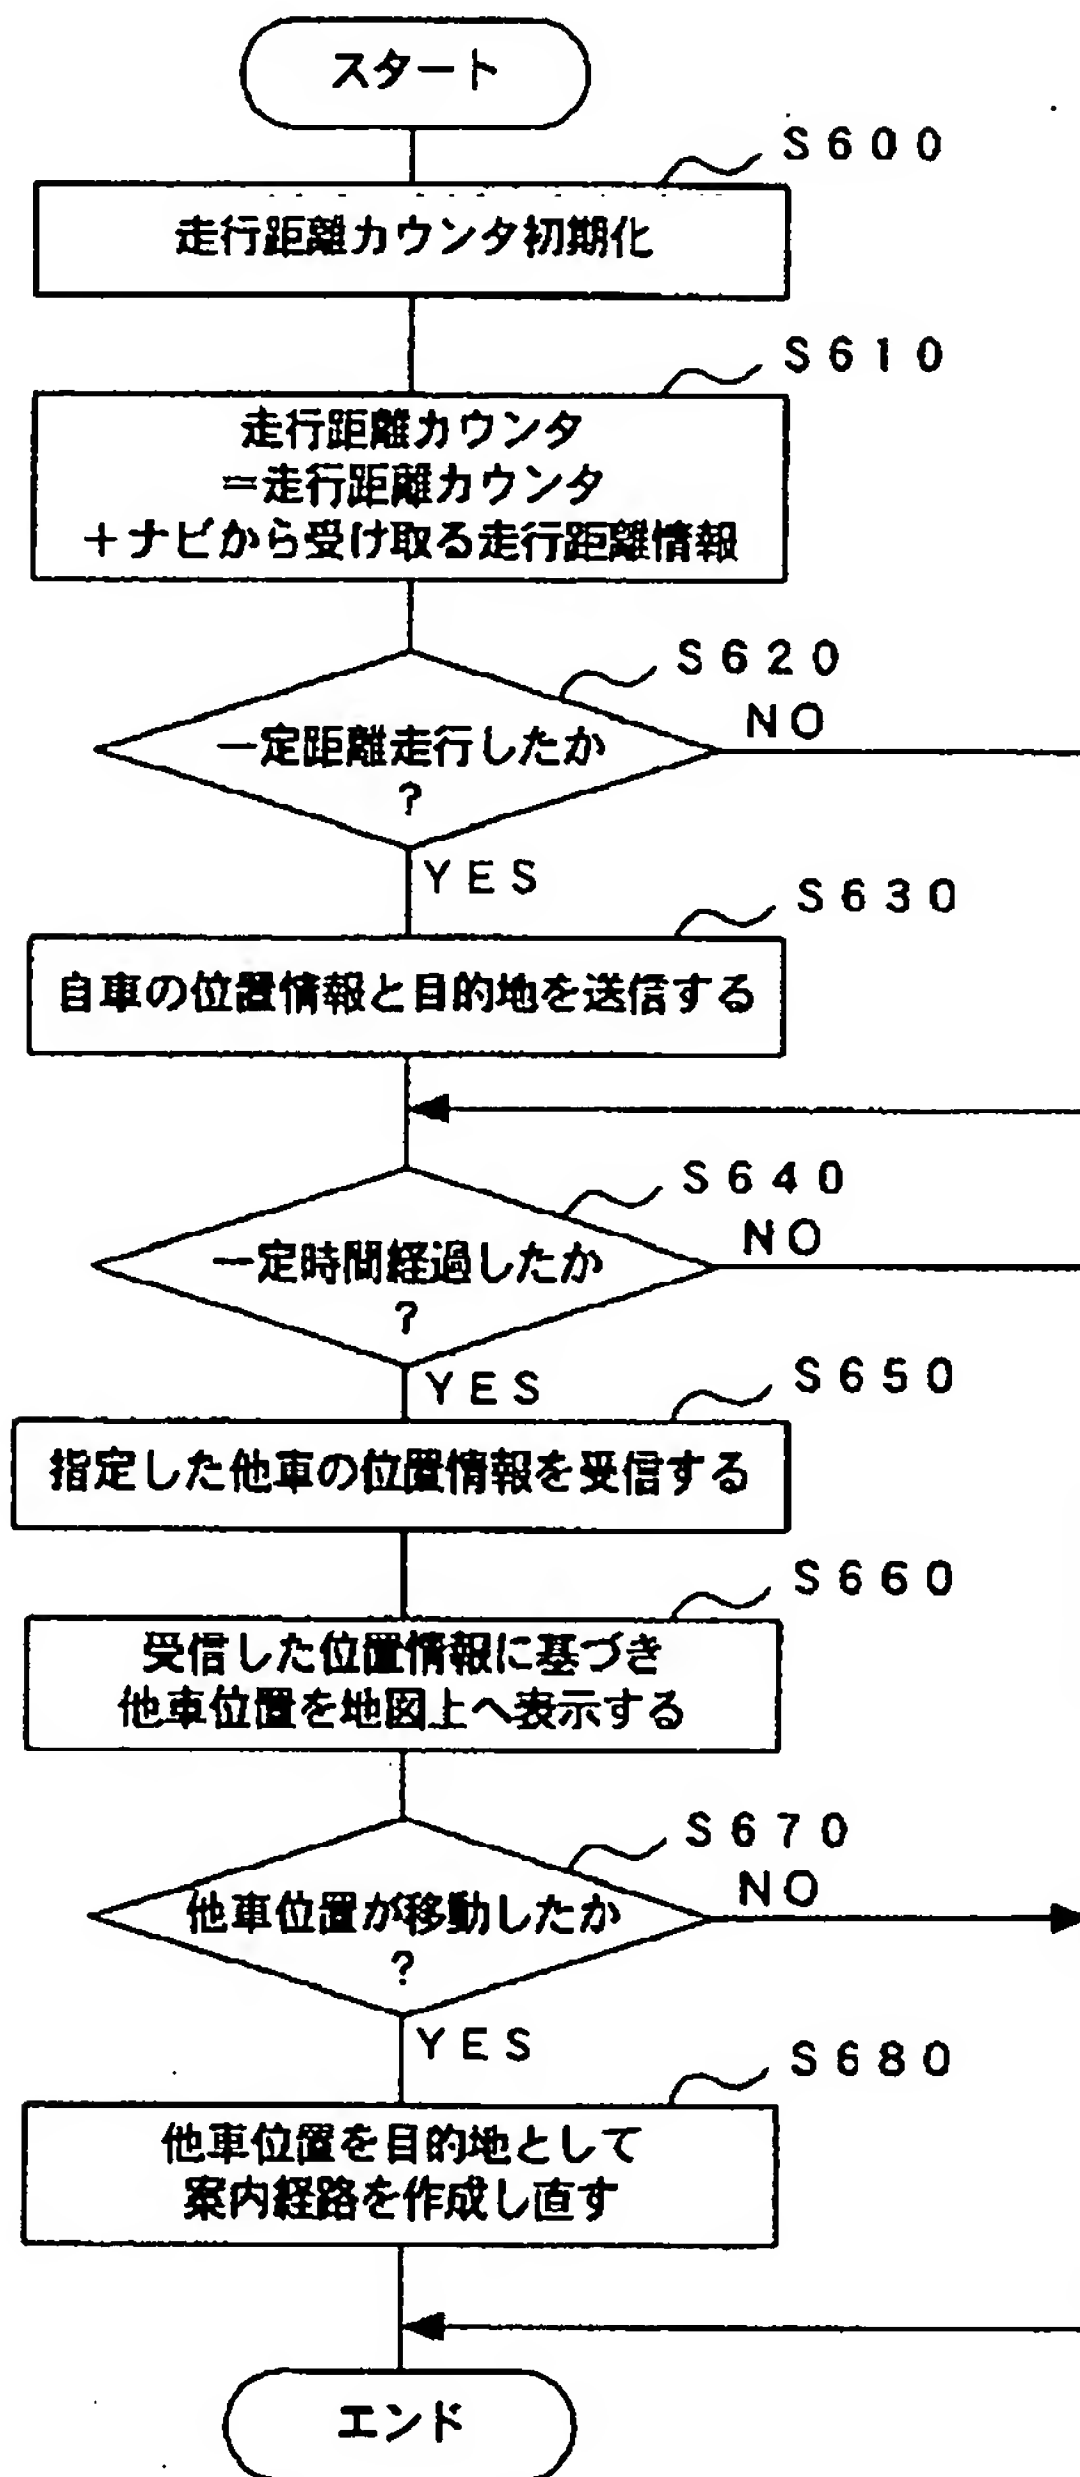 スタート
S600
走行距離カウンタ初期化
S610
走行距離カウンタ
=走行距離カウンタ
+ナビから受け取る走行距離情報
S620
NO
一定距離走行したか
?
YES
S630
自車の位置情報と目的地を送信する
S640
NO
一定時間経過したか
?
YES
S650
指定した他車の位置情報を受信する
S660
受信した位置情報に基づき
他車位置を地図上へ表示する
S670
NO
他車位置が移動したか
?
YES
S680
他車位置を目的地として
案内経路を作成し直す
エンド